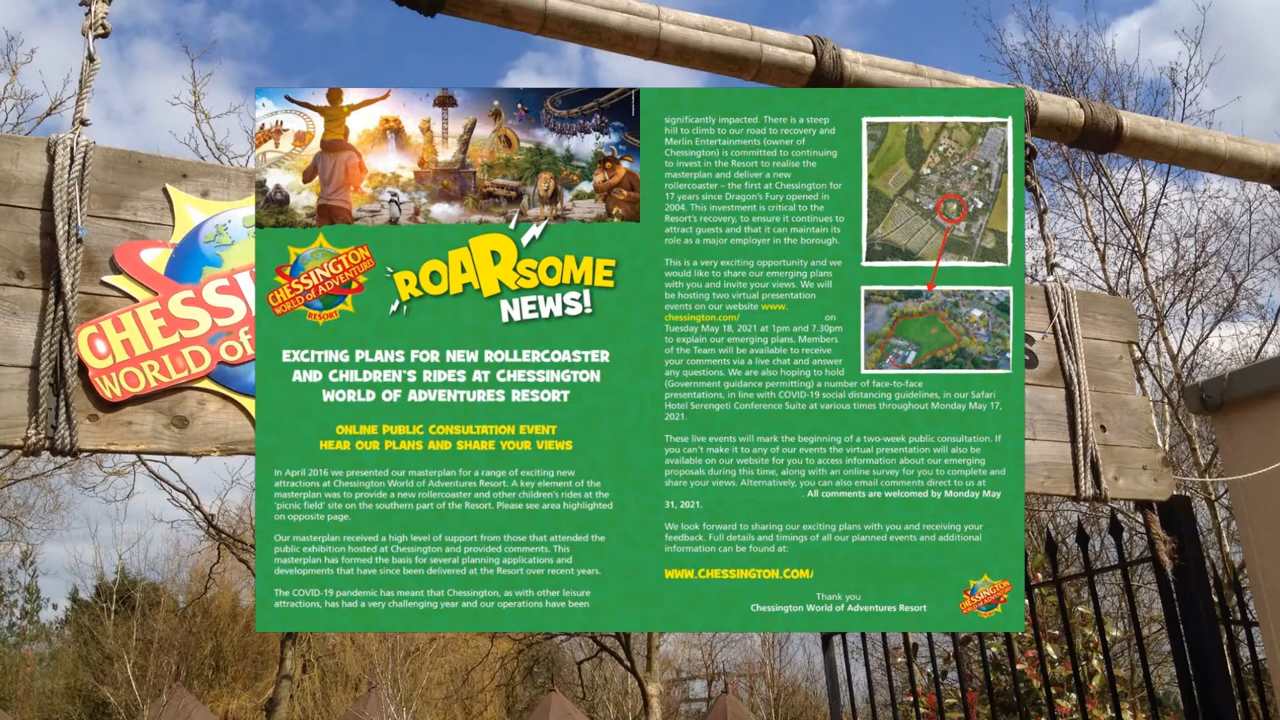 CHESSI
WORLD of
S
CHESSINGTON
WORLD OF ADVENTURES
RESORT
ROARSOME
NEWS!
EXCITING PLANS FOR NEW ROLLERCOASTER
AND CHILDREN'S RIDES AT CHESSINGTON
WORLD OF ADVENTURES RESORT
ONLINE PUBLIC CONSULTATION EVENT
HEAR OUR PLANS AND SHARE YOUR VIEWS
In April 2016 we presented our masterplan for a range of exciting new
attractions at Chessington World of Adventures Resort. A key element of the
masterplan was to provide a new rollercoaster and other children's rides at the
'picnic field' site on the southern part of the Resort. Please see area highlighted
on opposite page.
Our masterplan received a high level of support from those that attended the
public exhibition hosted at Chessington and provided comments. This
masterplan has formed the basis for several planning applications and
developments that have since been delivered at the Resort over recent years.
The COVID-19 pandemic has meant that Chessington, as with other leisure
attractions, has had a very challenging year and our operations have been
significantly impacted. There is a steep
hill to climb to our road to recovery and
Merlin Entertainments (owner of
Chessington) is committed to continuing
to invest in the Resort to realise the
masterplan and deliver a new
rollercoaster – the first at Chessington for
17 years since Dragon's Fury opened in
2004. This investment is critical to the
Resort's recovery, to ensure it continues to
attract guests and that it can maintain its
role as a major employer in the borough.
This is a very exciting opportunity and we
would like to share our emerging plans
with you and invite your views. We will
be hosting two virtual presentation
events on our website www.
chessington.com/ on
Tuesday May 18, 2021 at 1pm and 7.30pm
to explain our emerging plans. Members
of the Team will be available to receive
your comments via a live chat and answer
any questions. We are also hoping to hold
(Government guidance permitting) a number of face-to-face
presentations, in line with COVID-19 social distancing guidelines, in our Safari
Hotel Serengeti Conference Suite at various times throughout Monday May 17,
2021.
These live events will mark the beginning of a two-week public consultation. If
you can't make it to any of our events the virtual presentation will also be
available on our website for you to access information about our emerging
proposals during this time, along with an online survey for you to complete and
share your views. Alternatively, you can also email comments direct to us at
. All comments are welcomed by Monday May
31, 2021.
We look forward to sharing our exciting plans with you and receiving your
feedback. Full details and timings of all our planned events and additional
information can be found at:
WWW.CHESSINGTON.COM/
Thank you
Chessington World of Adventures Resort
CHESSINGTON
WORLD OF ADVENTURES